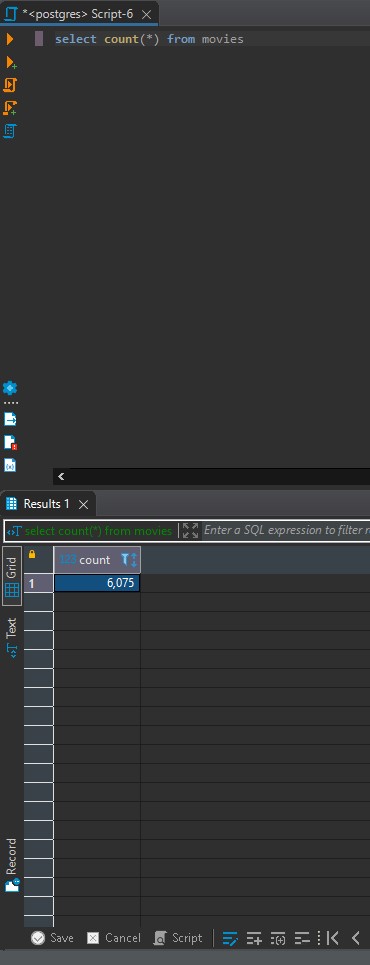 *<postgres> Script-6
select count(*) from movies
Results 1
select count(*) from movies
Enter a SQL expression to filter
Grid
Text
Record
123 count
1
6,075
Save
Cancel
Script